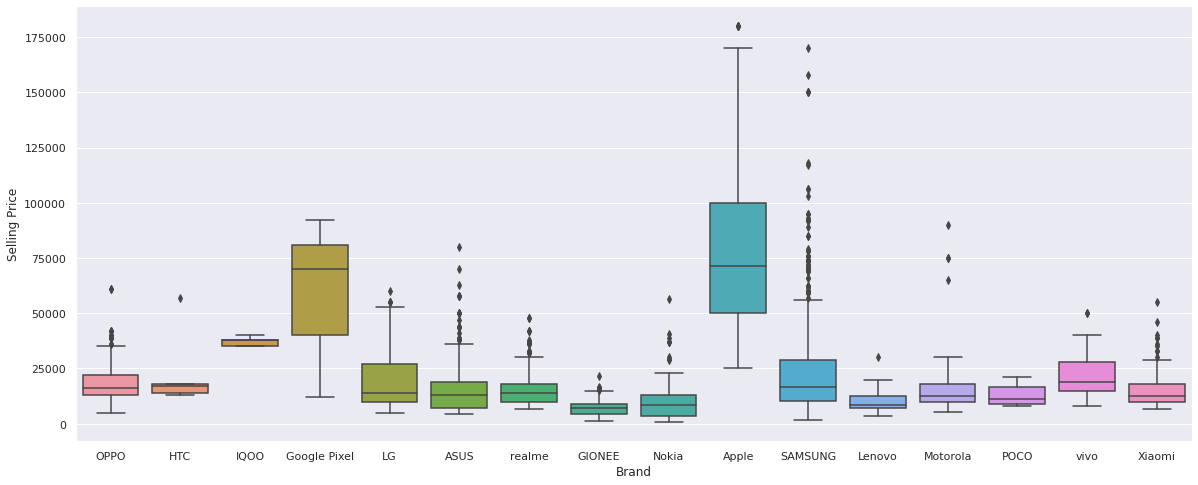 175000
150000
125000
100000
75000
50000
25000
0
Selling Price
OPPO HTC IQOO Google Pixel LG ASUS realme GIONEE Nokia Apple SAMSUNG Lenovo Motorola POCO vivo Xiaomi
Brand